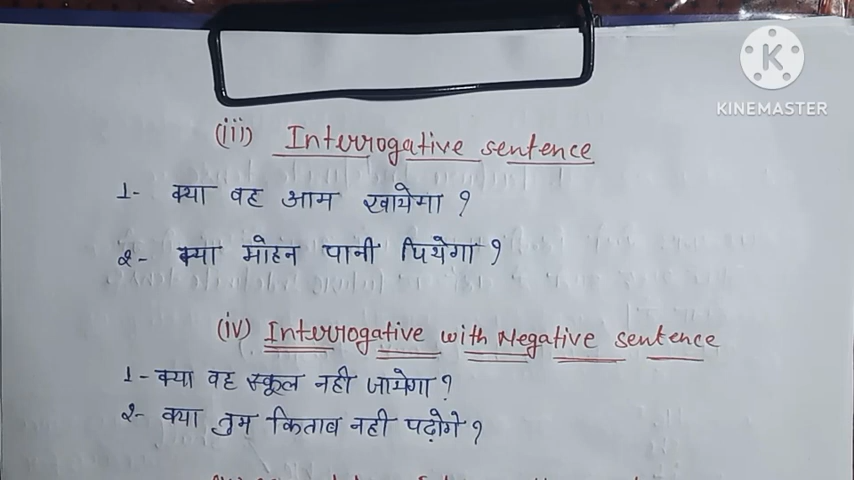 KINEMASTER
(iii) Interrogative sentence
1- क्या वह आम खायेगा ?
2- क्या मोहन पानी पियेगा ?
(iv) Interrogative with Negative sentence
1- क्या वह स्कूल नही जायेगा ?
2- क्या तुम किताब नही पढ़ोगे ?